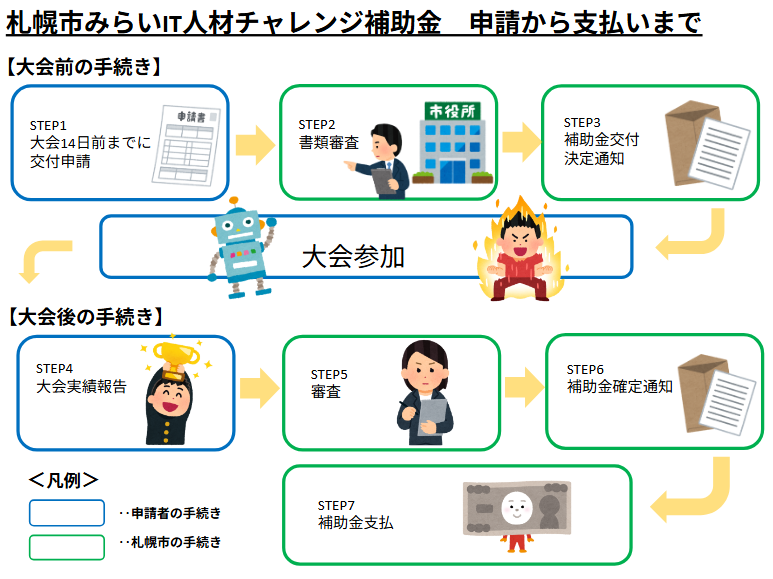 札幌市みらいIT人材チャレンジ補助金　申請から支払いまで
【大会前の手続き】
STEP1
大会14日前までに
交付申請
申請書
STEP2
書類審査
市役所
STEP3
補助金交付
決定通知
大会参加
【大会後の手続き】
STEP4
大会実績報告
STEP5
審査
STEP6
補助金確定通知
STEP7
補助金支払
＜凡例＞
‥申請者の手続き
‥札幌市の手続き